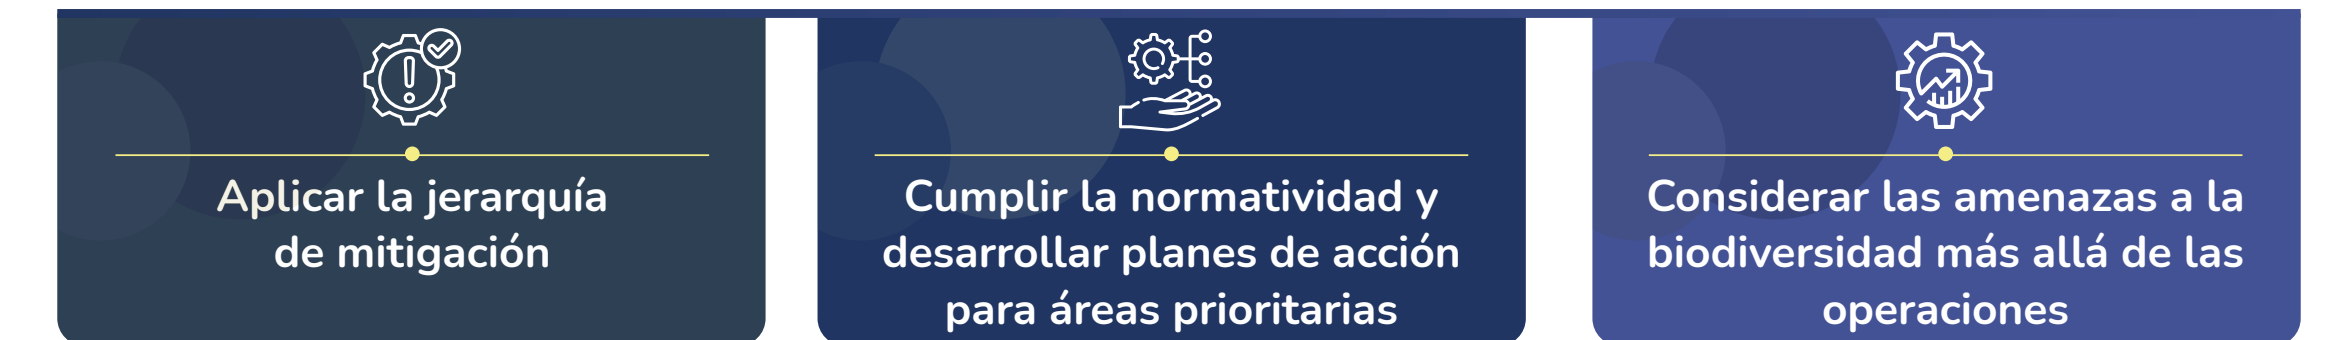 Aplicar la jerarquía
de mitigación
Cumplir la normatividad y
desarrollar planes de acción
para áreas prioritarias
Considerar las amenazas a la
biodiversidad más allá de las
operaciones